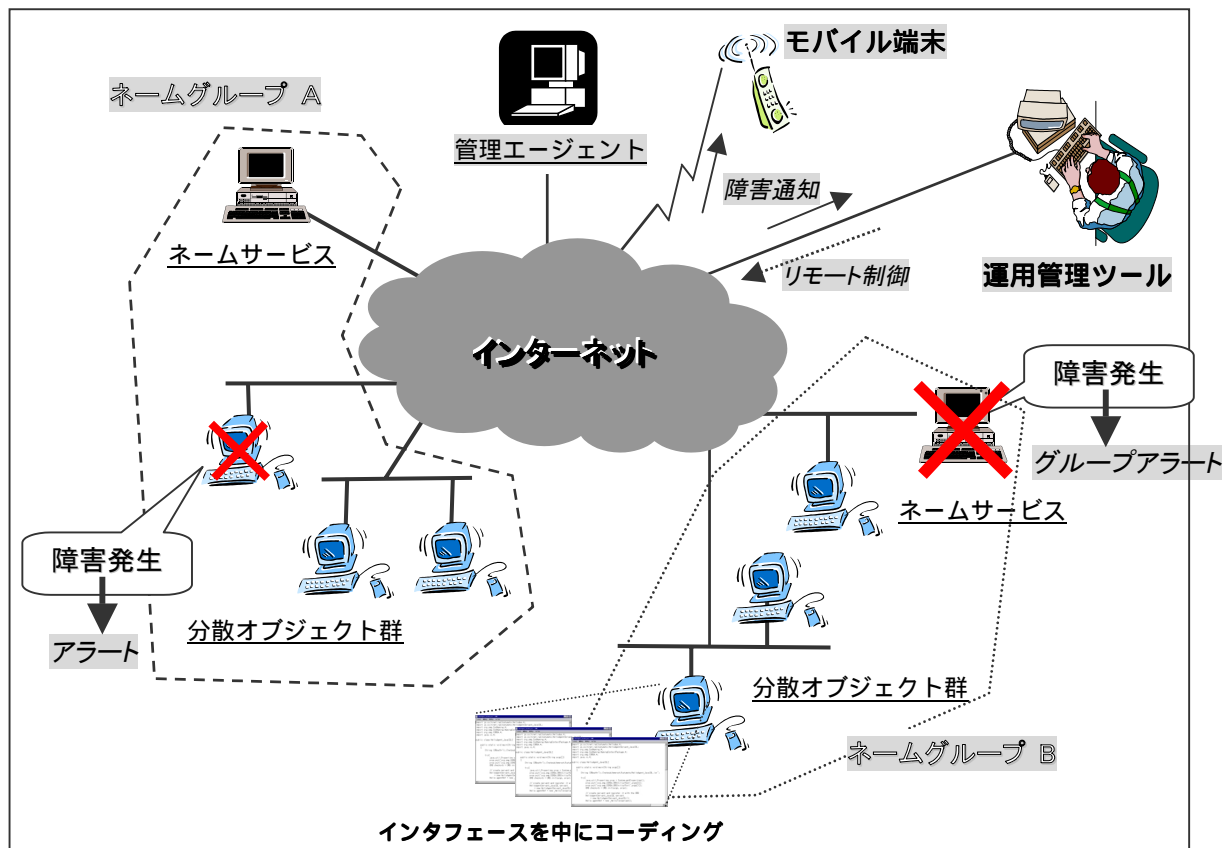 モバイル端末
ネームグループ A
管理エージェント
障害通知
ネームサービス
リモート制御
運用管理ツール
インターネット
障害発生
グループアラート
ネームサービス
障害発生
アラート
分散オブジェクト群
分散オブジェクト群
ネームグループ B
インタフェースを中にコーディング